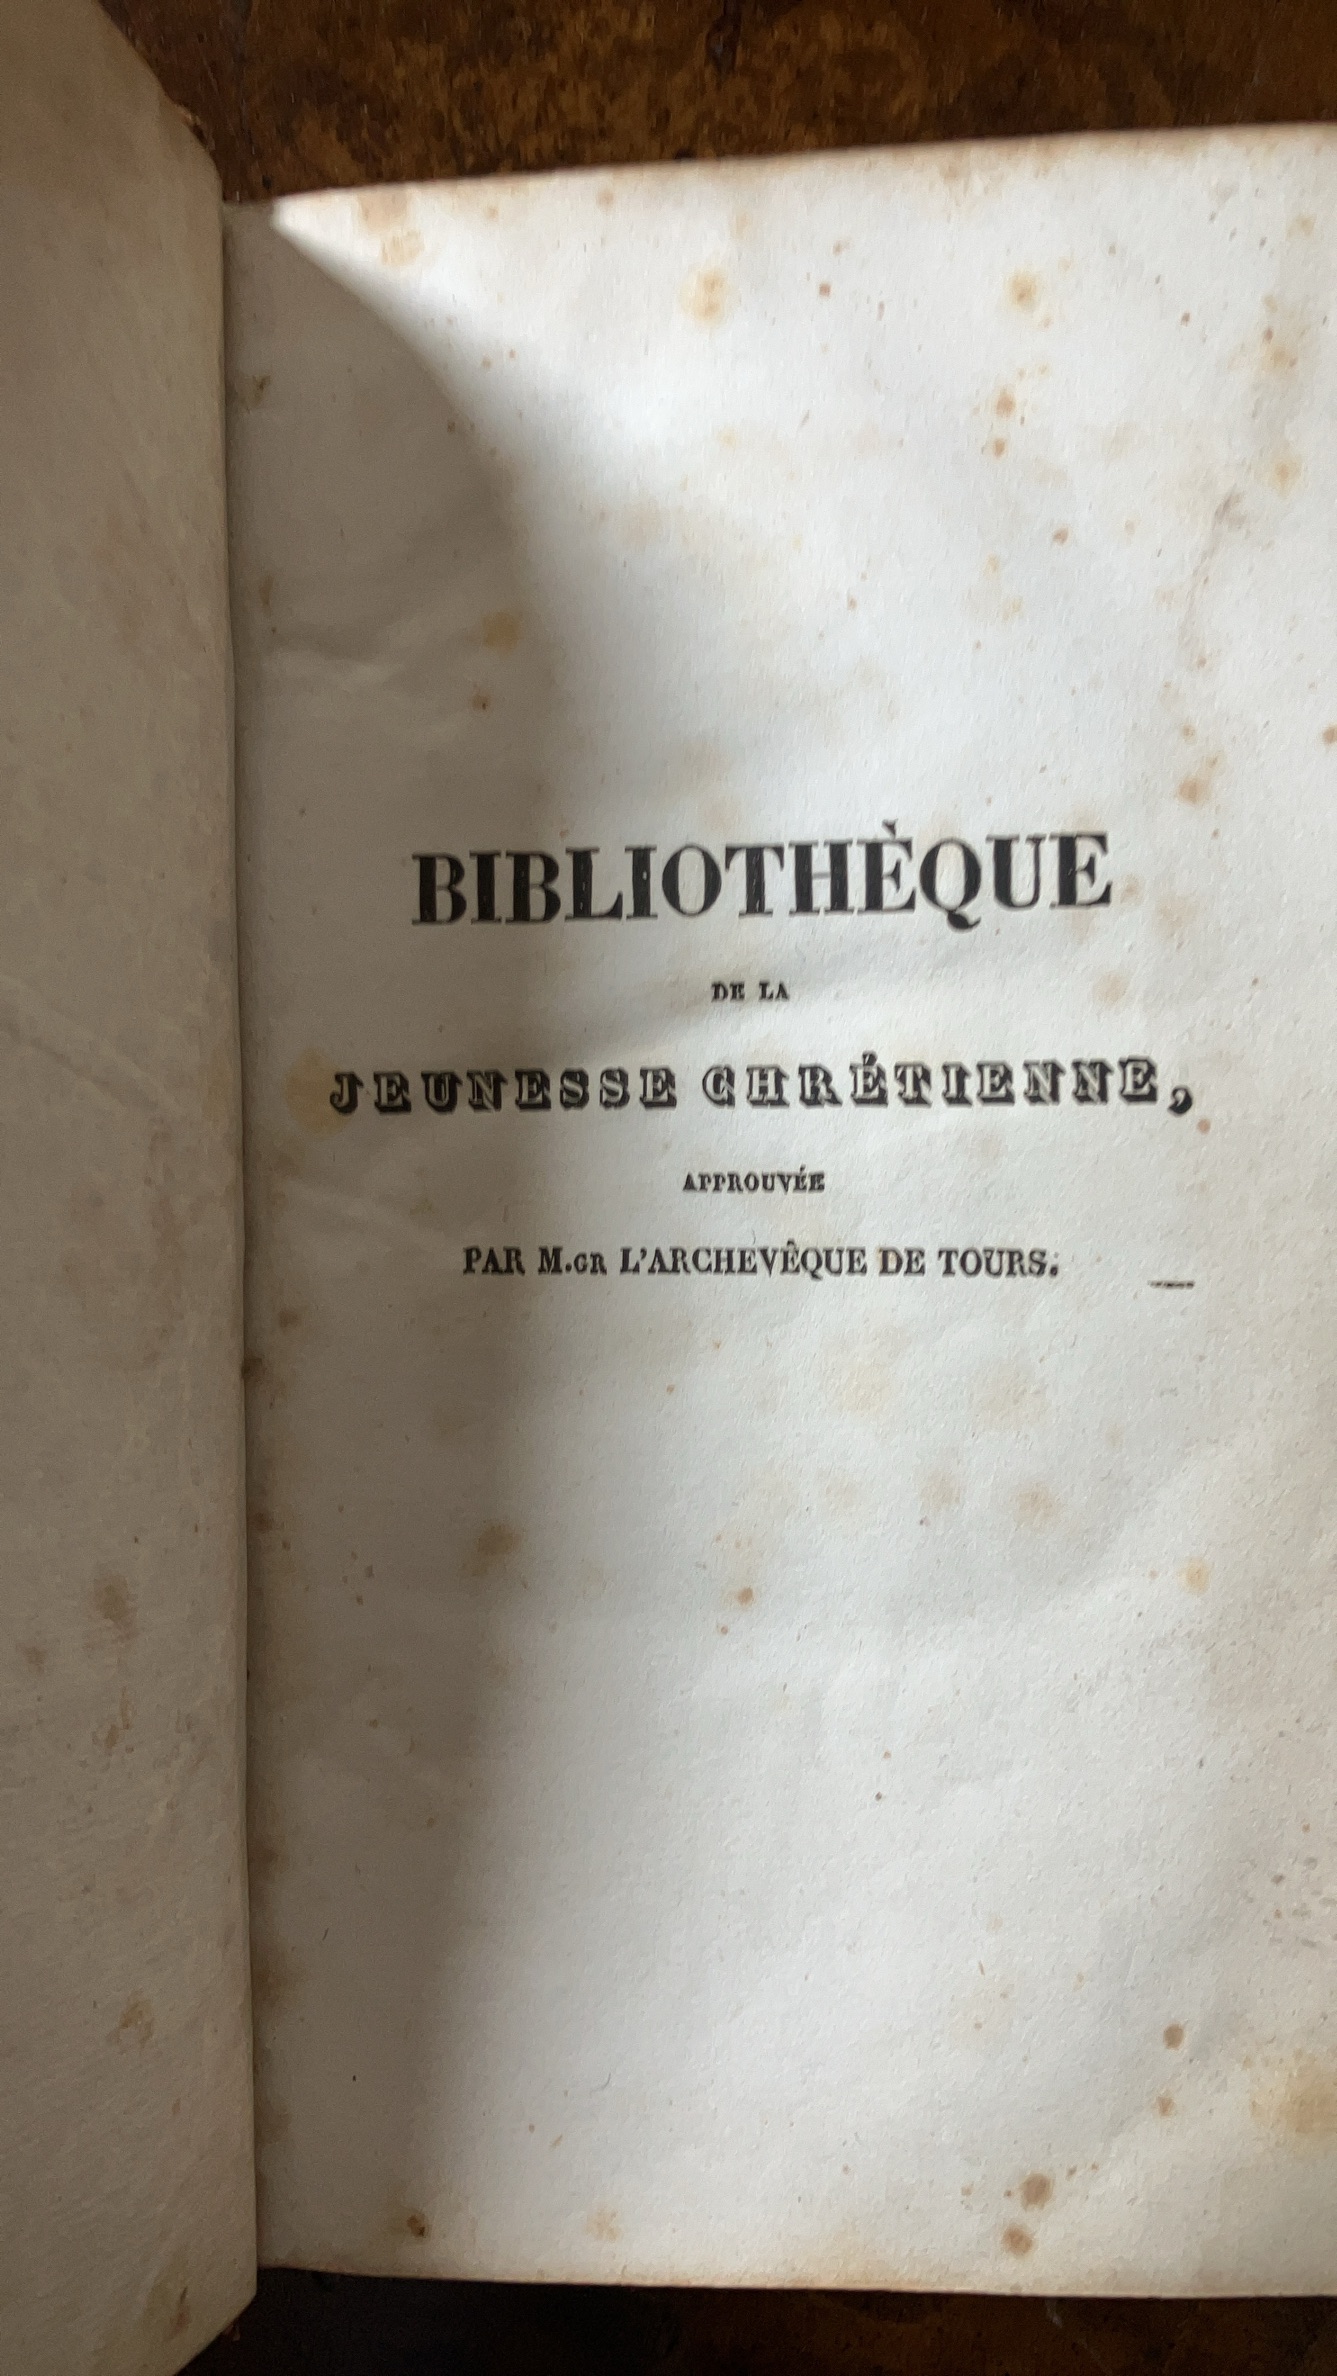 BIBLIOTHÈQUE
DE LA
JEUNESSE CHRÉTIENNE,
APPROUVÉE
PAR M.GR L'ARCHEVÊQUE DE TOURS.